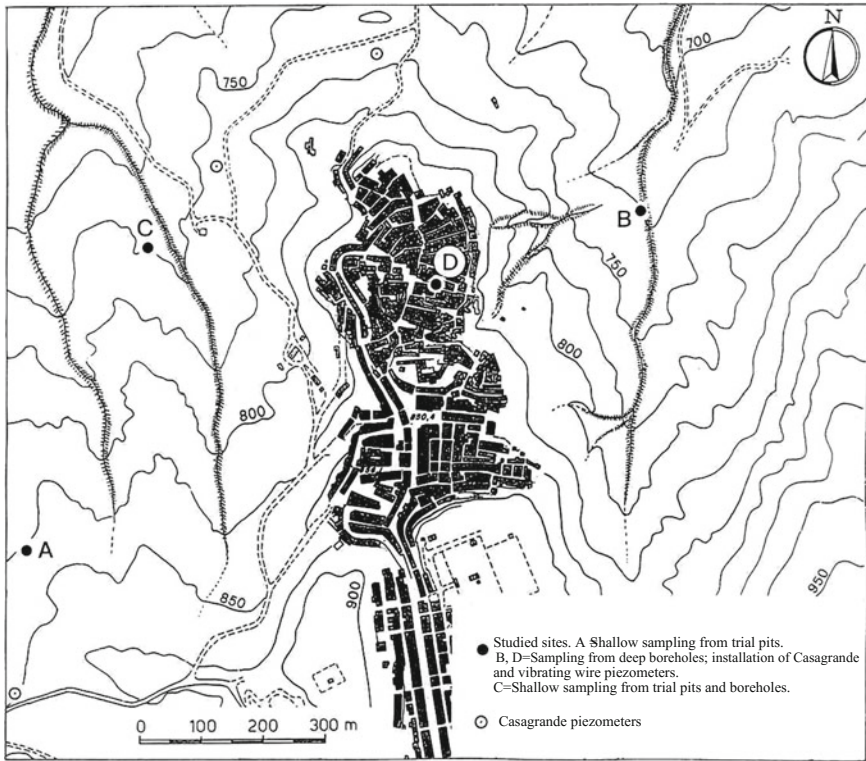 N
700
750
C
B
D
750
800
800
850,4
A
850
900
950
Studied sites. A Shallow sampling from trial pits.
B, D=Sampling from deep boreholes; installation of Casagrande
and vibrating wire piezometers.
C=Shallow sampling from trial pits and boreholes.
0 100 200 300 m
Casagrande piezometers